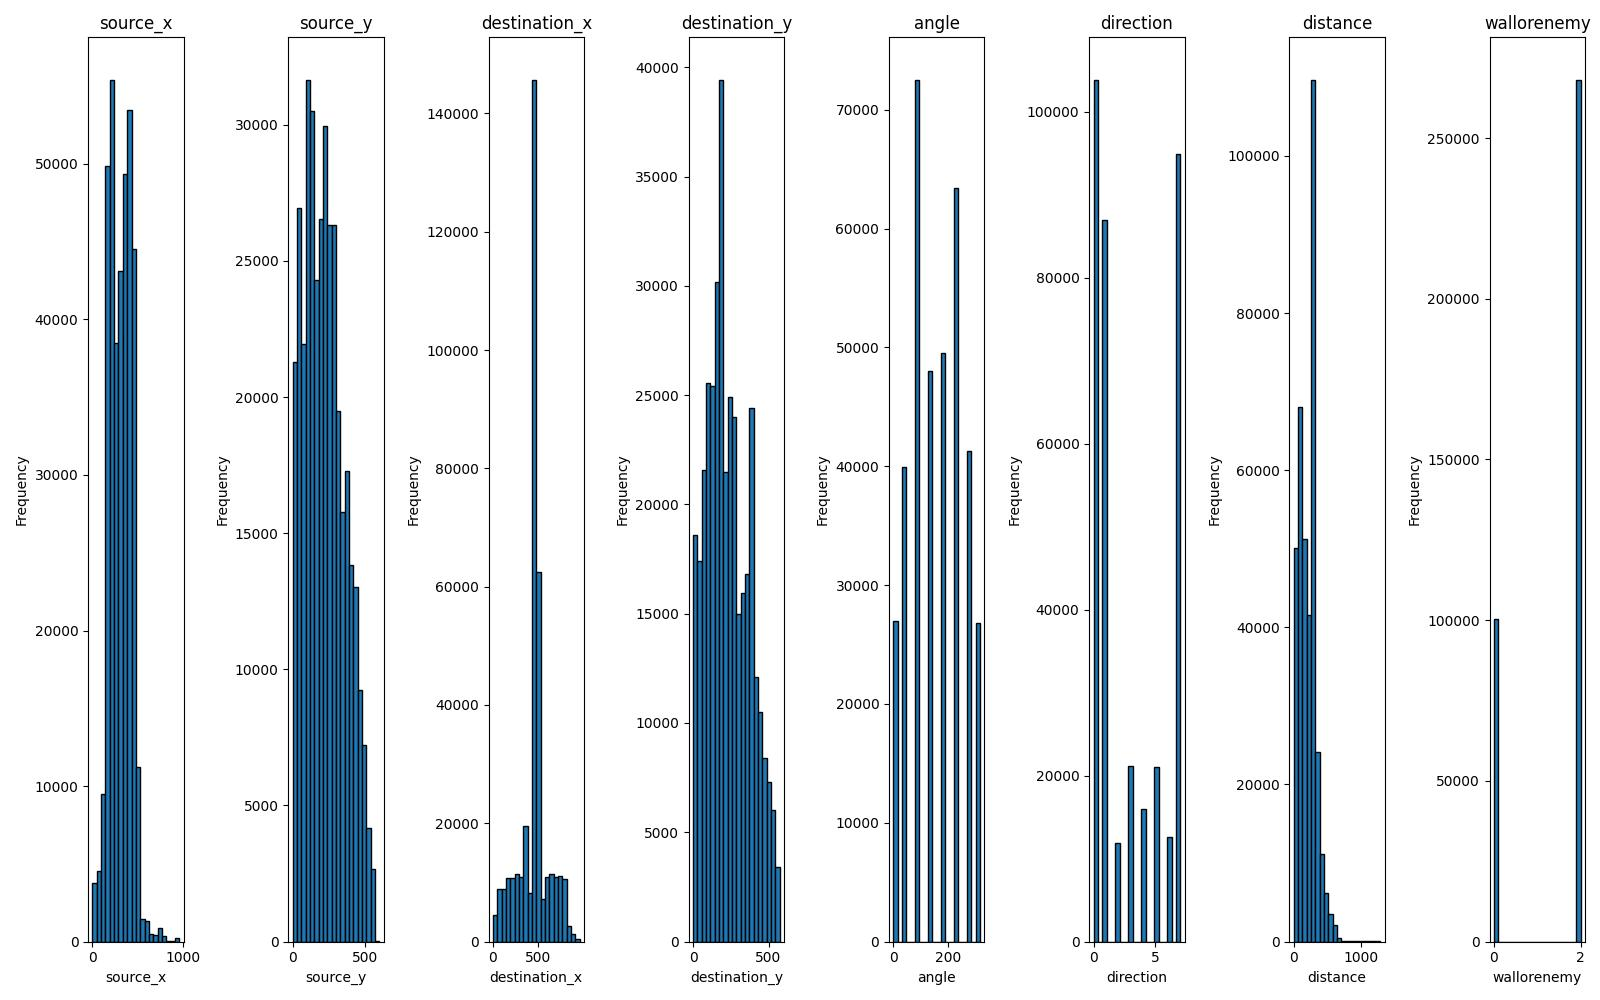 source_x
50000
40000
30000
20000
10000
0
Frequency
0 1000
source_x
source_y
30000
25000
20000
15000
10000
5000
0
Frequency
0 500
source_y
destination_x
140000
120000
100000
80000
60000
40000
20000
0
Frequency
0 500
destination_x
destination_y
40000
35000
30000
25000
20000
15000
10000
5000
0
Frequency
0 500
destination_y
angle
70000
60000
50000
40000
30000
20000
10000
0
Frequency
0 200
angle
direction
100000
80000
60000
40000
20000
0
Frequency
0 5
direction
distance
100000
80000
60000
40000
20000
0
Frequency
0 1000
distance
wallorenemy
250000
200000
150000
100000
50000
0
Frequency
0 2
wallorenemy